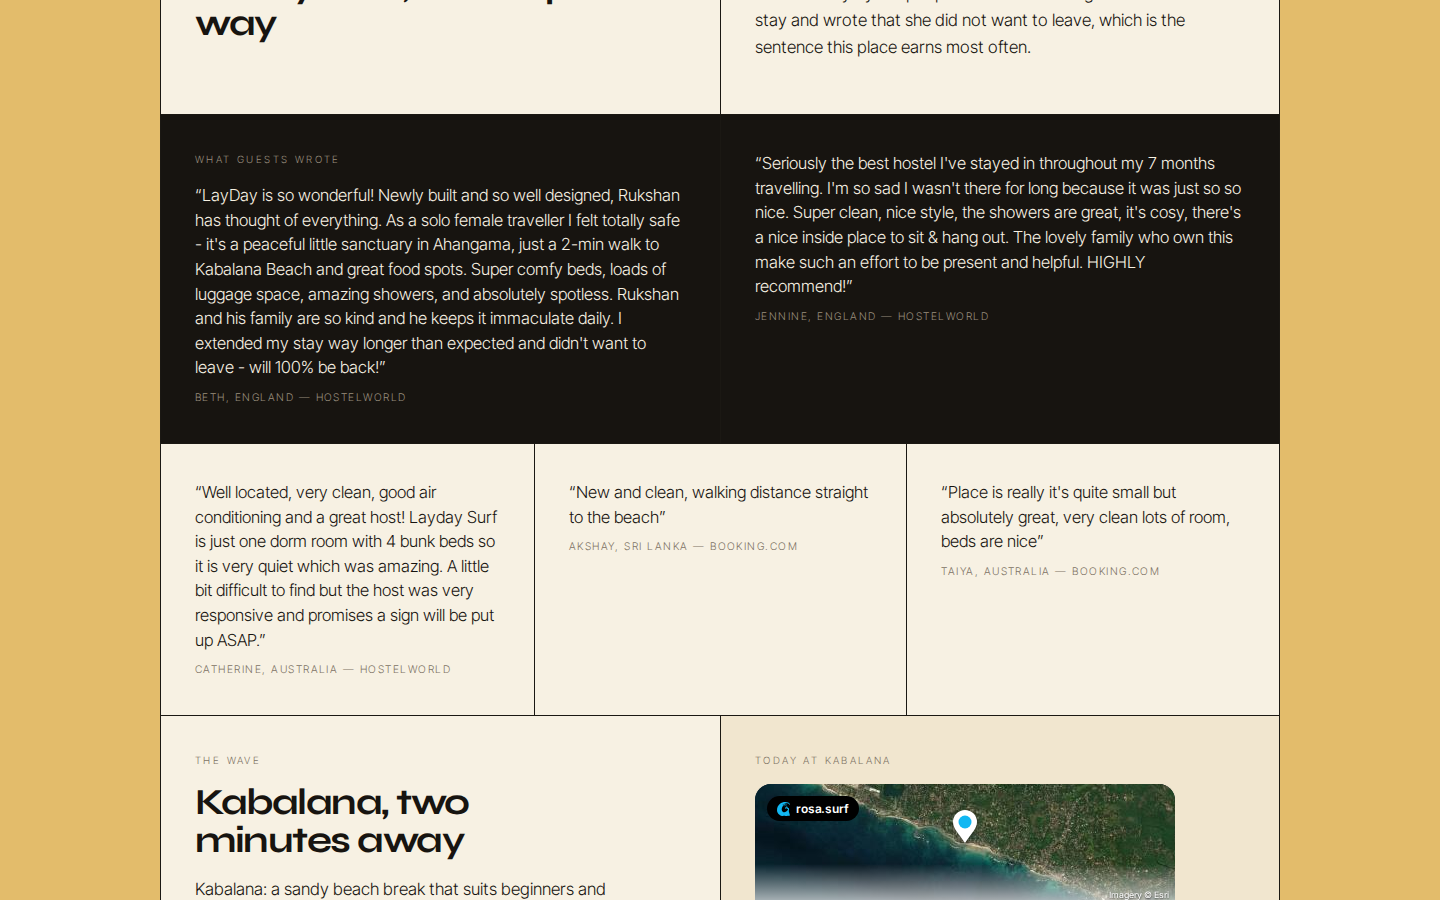 way
stay and wrote that she did not want to leave, which is the
sentence this place earns most often.
WHAT GUESTS WROTE
“LayDay is so wonderful! Newly built and so well designed, Rukshan
has thought of everything. As a solo female traveller I felt totally safe
- it's a peaceful little sanctuary in Ahangama, just a 2-min walk to
Kabalana Beach and great food spots. Super comfy beds, loads of
luggage space, amazing showers, and absolutely spotless. Rukshan
and his family are so kind and he keeps it immaculate daily. I
extended my stay way longer than expected and didn't want to
leave - will 100% be back!”
BETH, ENGLAND — HOSTELWORLD
“Seriously the best hostel I've stayed in throughout my 7 months
travelling. I'm so sad I wasn't there for long because it was just so so
nice. Super clean, nice style, the showers are great, it's cosy, there's
a nice inside place to sit & hang out. The lovely family who own this
make such an effort to be present and helpful. HIGHLY
recommend!”
JENNINE, ENGLAND — HOSTELWORLD
“Well located, very clean, good air
conditioning and a great host! Layday Surf
is just one dorm room with 4 bunk beds so
it is very quiet which was amazing. A little
bit difficult to find but the host was very
responsive and promises a sign will be put
up ASAP.”
CATHERINE, AUSTRALIA — HOSTELWORLD
“New and clean, walking distance straight
to the beach”
AKSHAY, SRI LANKA — BOOKING.COM
“Place is really it's quite small but
absolutely great, very clean lots of room,
beds are nice”
TAIYA, AUSTRALIA — BOOKING.COM
THE WAVE
Kabalana, two
minutes away
Kabalana: a sandy beach break that suits beginners and
TODAY AT KABALANA
rosa.surf
Imagery © Esri